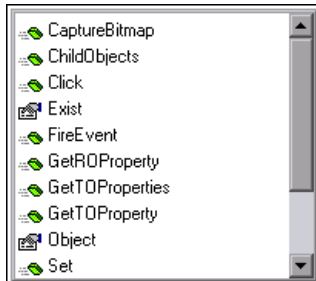 CaptureBitmap
ChildObjects
Click
Exist
FireEvent
GetROProperty
GetTOProperties
GetTOProperty
Object
Set